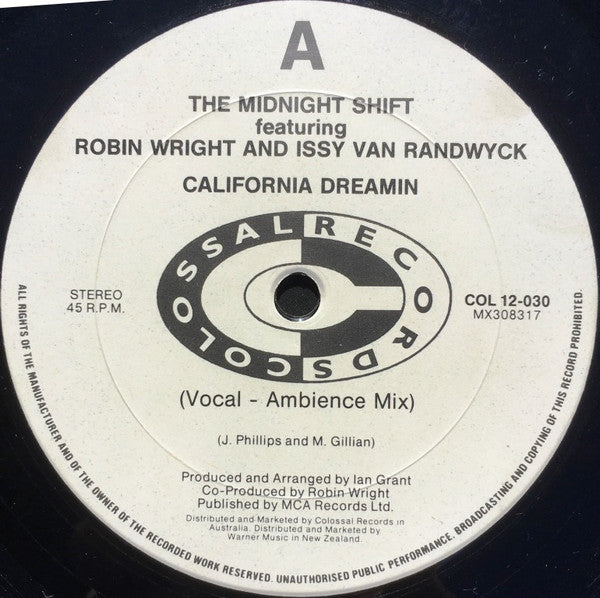 A
THE MIDNIGHT SHIFT
featuring
ROBIN WRIGHT AND ISSY VAN RANDWYCK
CALIFORNIA DREAMIN
COLOSSAL RECORDS
STEREO
45 R.P.M.
COL 12-030
MX308317
(Vocal - Ambience Mix)
(J. Phillips and M. Gillian)
Produced and Arranged by Ian Grant
Co-Produced by Robin Wright
Published by MCA Records Ltd.
Distributed and Marketed by Colossal Records in
Australia. Distributed and Marketed by
Warner Music in New Zealand.
ALL RIGHTS OF THE MANUFACTURER AND OF THE OWNER OF THE RECORDED WORK RESERVED. UNAUTHORISED PUBLIC PERFORMANCE. BROADCASTING AND COPYING OF THIS RECORD PROHIBITED.